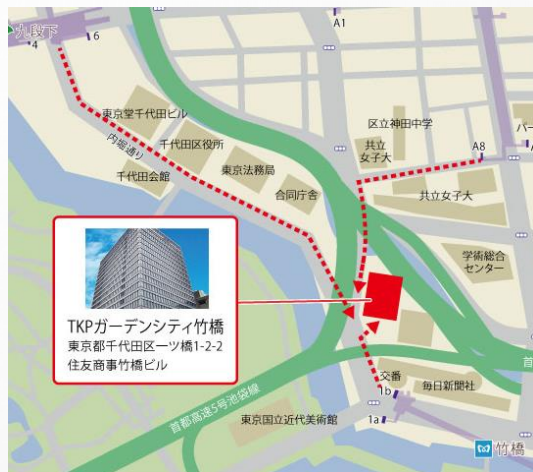 九段下
4
6
A1
東京堂千代田ビル
内堀通り
千代田区役所
千代田会館
東京法務局
合同庁舎
区立神田中学
共立
女子大
A8
共立女子大
学術総合
センター
TKPガーデンシティ竹橋
東京都千代田区一ツ橋1-2-2
住友商事竹橋ビル
首都高速5号池袋線
東京国立近代美術館
交番
毎日新聞社
1b
1a
竹橋